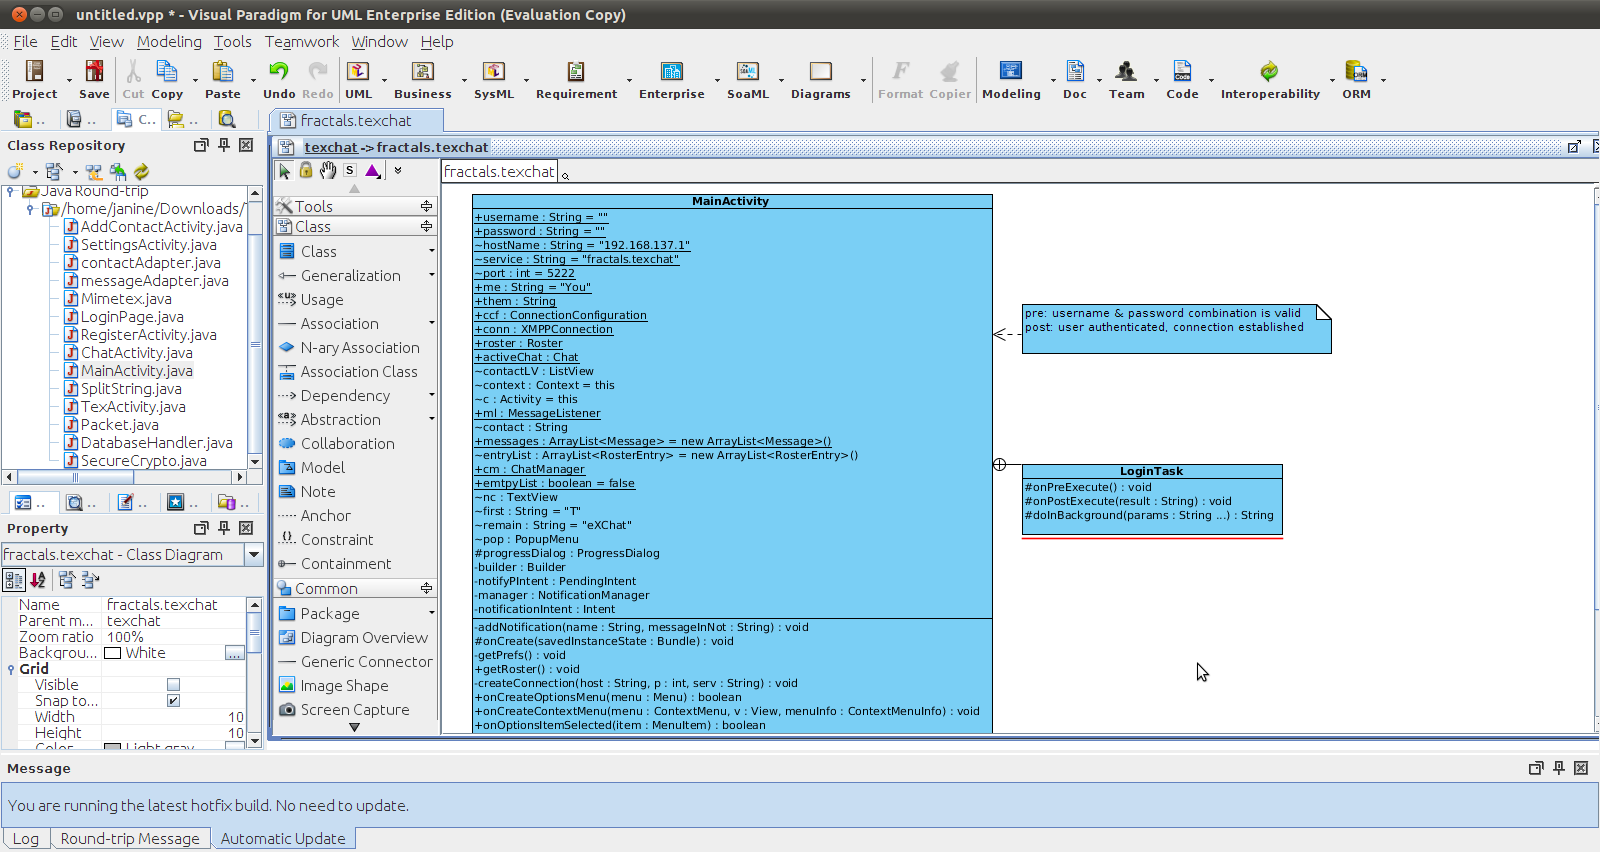 untitled.vpp * - Visual Paradigm for UML Enterprise Edition (Evaluation Copy)
File Edit View Modeling Tools Teamwork Window Help
Project Save Cut Copy Paste Undo Redo UML Business SysML Requirement Enterprise SoaML Diagrams Format Copier Modeling Doc Team Code Interoperability ORM
C..
fractals.texchat
Class Repository
texchat->fractals.texchat
fractals.texchat
Java Round-trip
/home/janine/Downloads/
AddContactActivity.java
SettingsActivity.java
contactAdapter.java
messageAdapter.java
Mimetex.java
LoginPage.java
RegisterActivity.java
ChatActivity.java
MainActivity.java
SplitString.java
TexActivity.java
Packet.java
DatabaseHandler.java
SecureCrypto.java
Property
fractals.texchat - Class Diagram
Name fractals.texchat
Parent m... texchat
Zoom ratio 100%
Backgrou... White ...
Grid
Visible
Snap to...
Width 10
Height 10
Color Light gray
Tools
Class
Class
Generalization
Usage
Association
N-ary Association
Association Class
Dependency
Abstraction
Collaboration
Model
Note
Anchor
Constraint
Containment
Common
Package
Diagram Overview
Generic Connector
Image Shape
Screen Capture
MainActivity
+username : String = ""
+password : String = ""
~hostName : String = "192.168.137.1"
~service : String = "fractals.texchat"
~port : int = 5222
+me : String = "You"
+them : String
+ccf : ConnectionConfiguration
+conn : XMPPConnection
+roster : Roster
+activeChat : Chat
~contactLV : ListView
~context : Context = this
~c : Activity = this
+ml : MessageListener
~contact : String
+messages : ArrayList<Message> = new ArrayList<Message>()
~entryList : ArrayList<RosterEntry> = new ArrayList<RosterEntry>()
+cm : ChatManager
+emtpyList : boolean = false
~nc : TextView
~first : String = "T"
~remain : String = "eXChat"
~pop : PopupMenu
#progressDialog : ProgressDialog
-builder : Builder
-notifyPIntent : PendingIntent
-manager : NotificationManager
-notificationIntent : Intent
-addNotification(name : String, messageInNot : String) : void
#onCreate(savedInstanceState : Bundle) : void
-getPrefs() : void
+getRoster() : void
-createConnection(host : String, p : int, serv : String) : void
+onCreateOptionsMenu(menu : Menu) : boolean
+onCreateContextMenu(menu : ContextMenu, v : View, menuInfo : ContextMenuInfo) : void
+onOptionsItemSelected(item : MenuItem) : boolean
pre: username & password combination is valid
post: user authenticated, connection established
LoginTask
#onPreExecute() : void
#onPostExecute(result : String) : void
#doInBackground(params : String ...) : String
Message
You are running the latest hotfix build. No need to update.
Log Round-trip Message Automatic Update